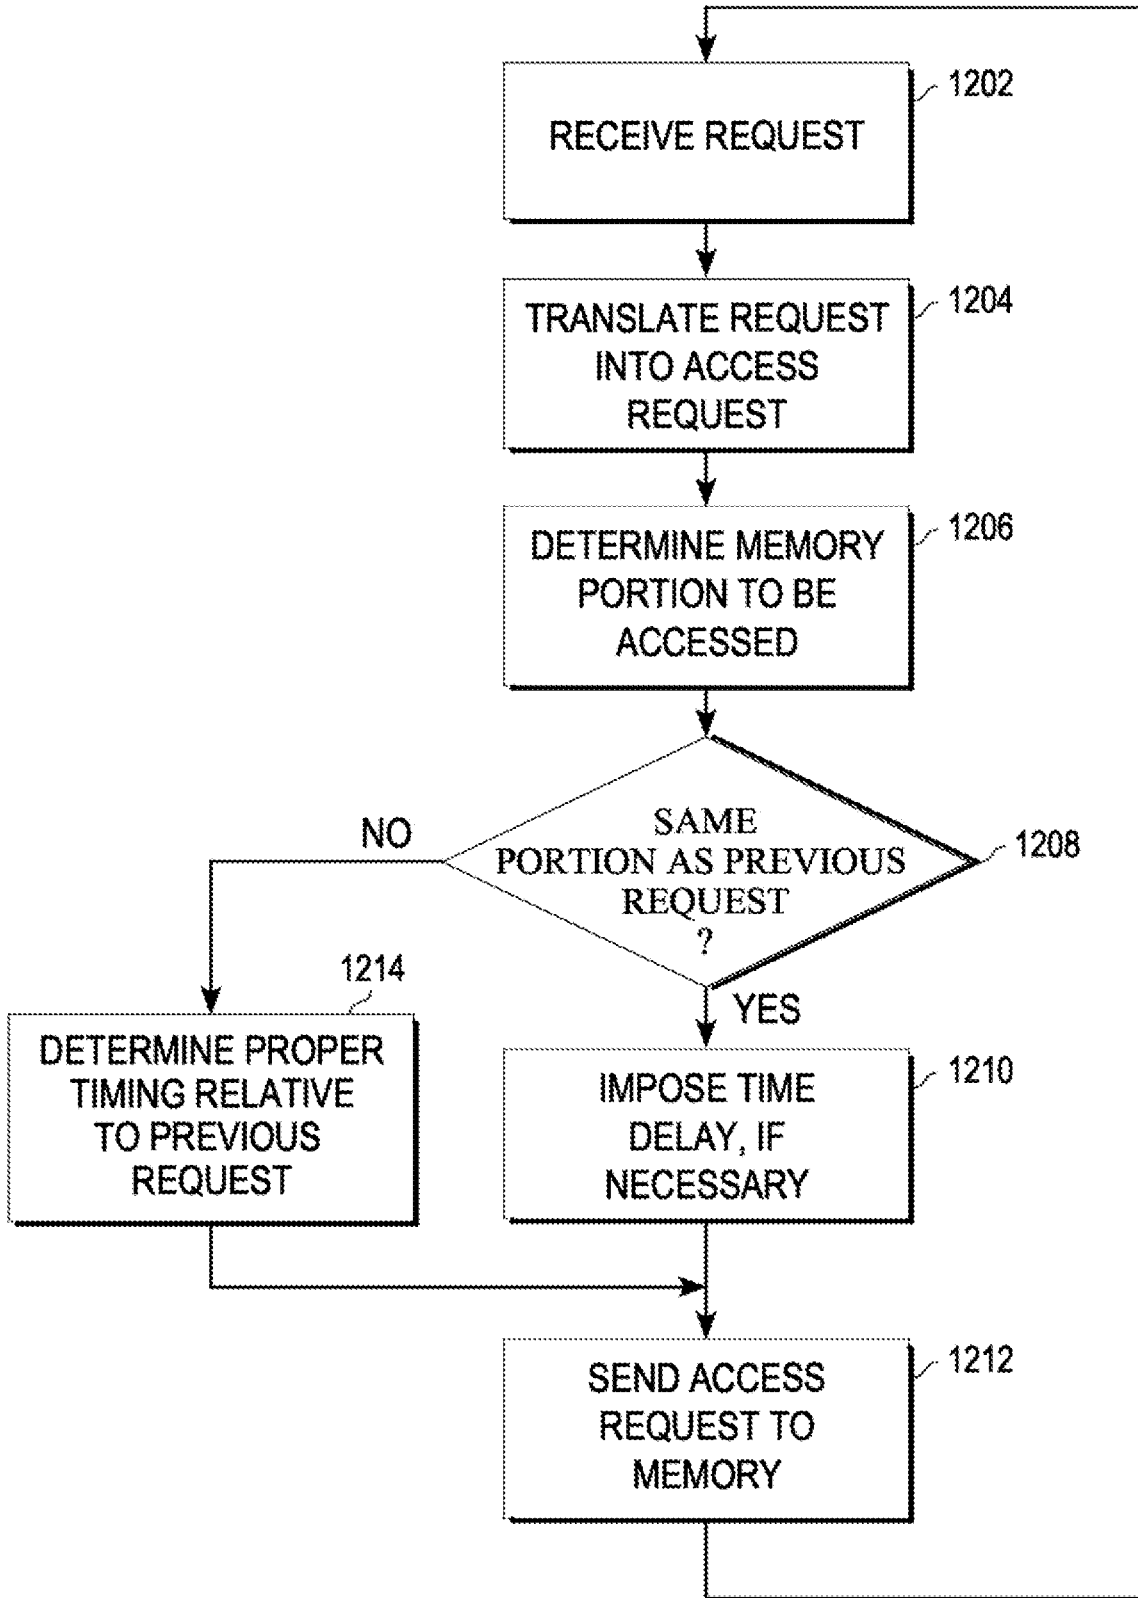 RECEIVE REQUEST
1202
TRANSLATE REQUEST
INTO ACCESS
REQUEST
1204
DETERMINE MEMORY
PORTION TO BE
ACCESSED
1206
SAME
PORTION AS PREVIOUS
REQUEST
?
1208
NO
YES
1214
DETERMINE PROPER
TIMING RELATIVE
TO PREVIOUS
REQUEST
IMPOSE TIME
DELAY, IF
NECESSARY
1210
SEND ACCESS
REQUEST TO
MEMORY
1212